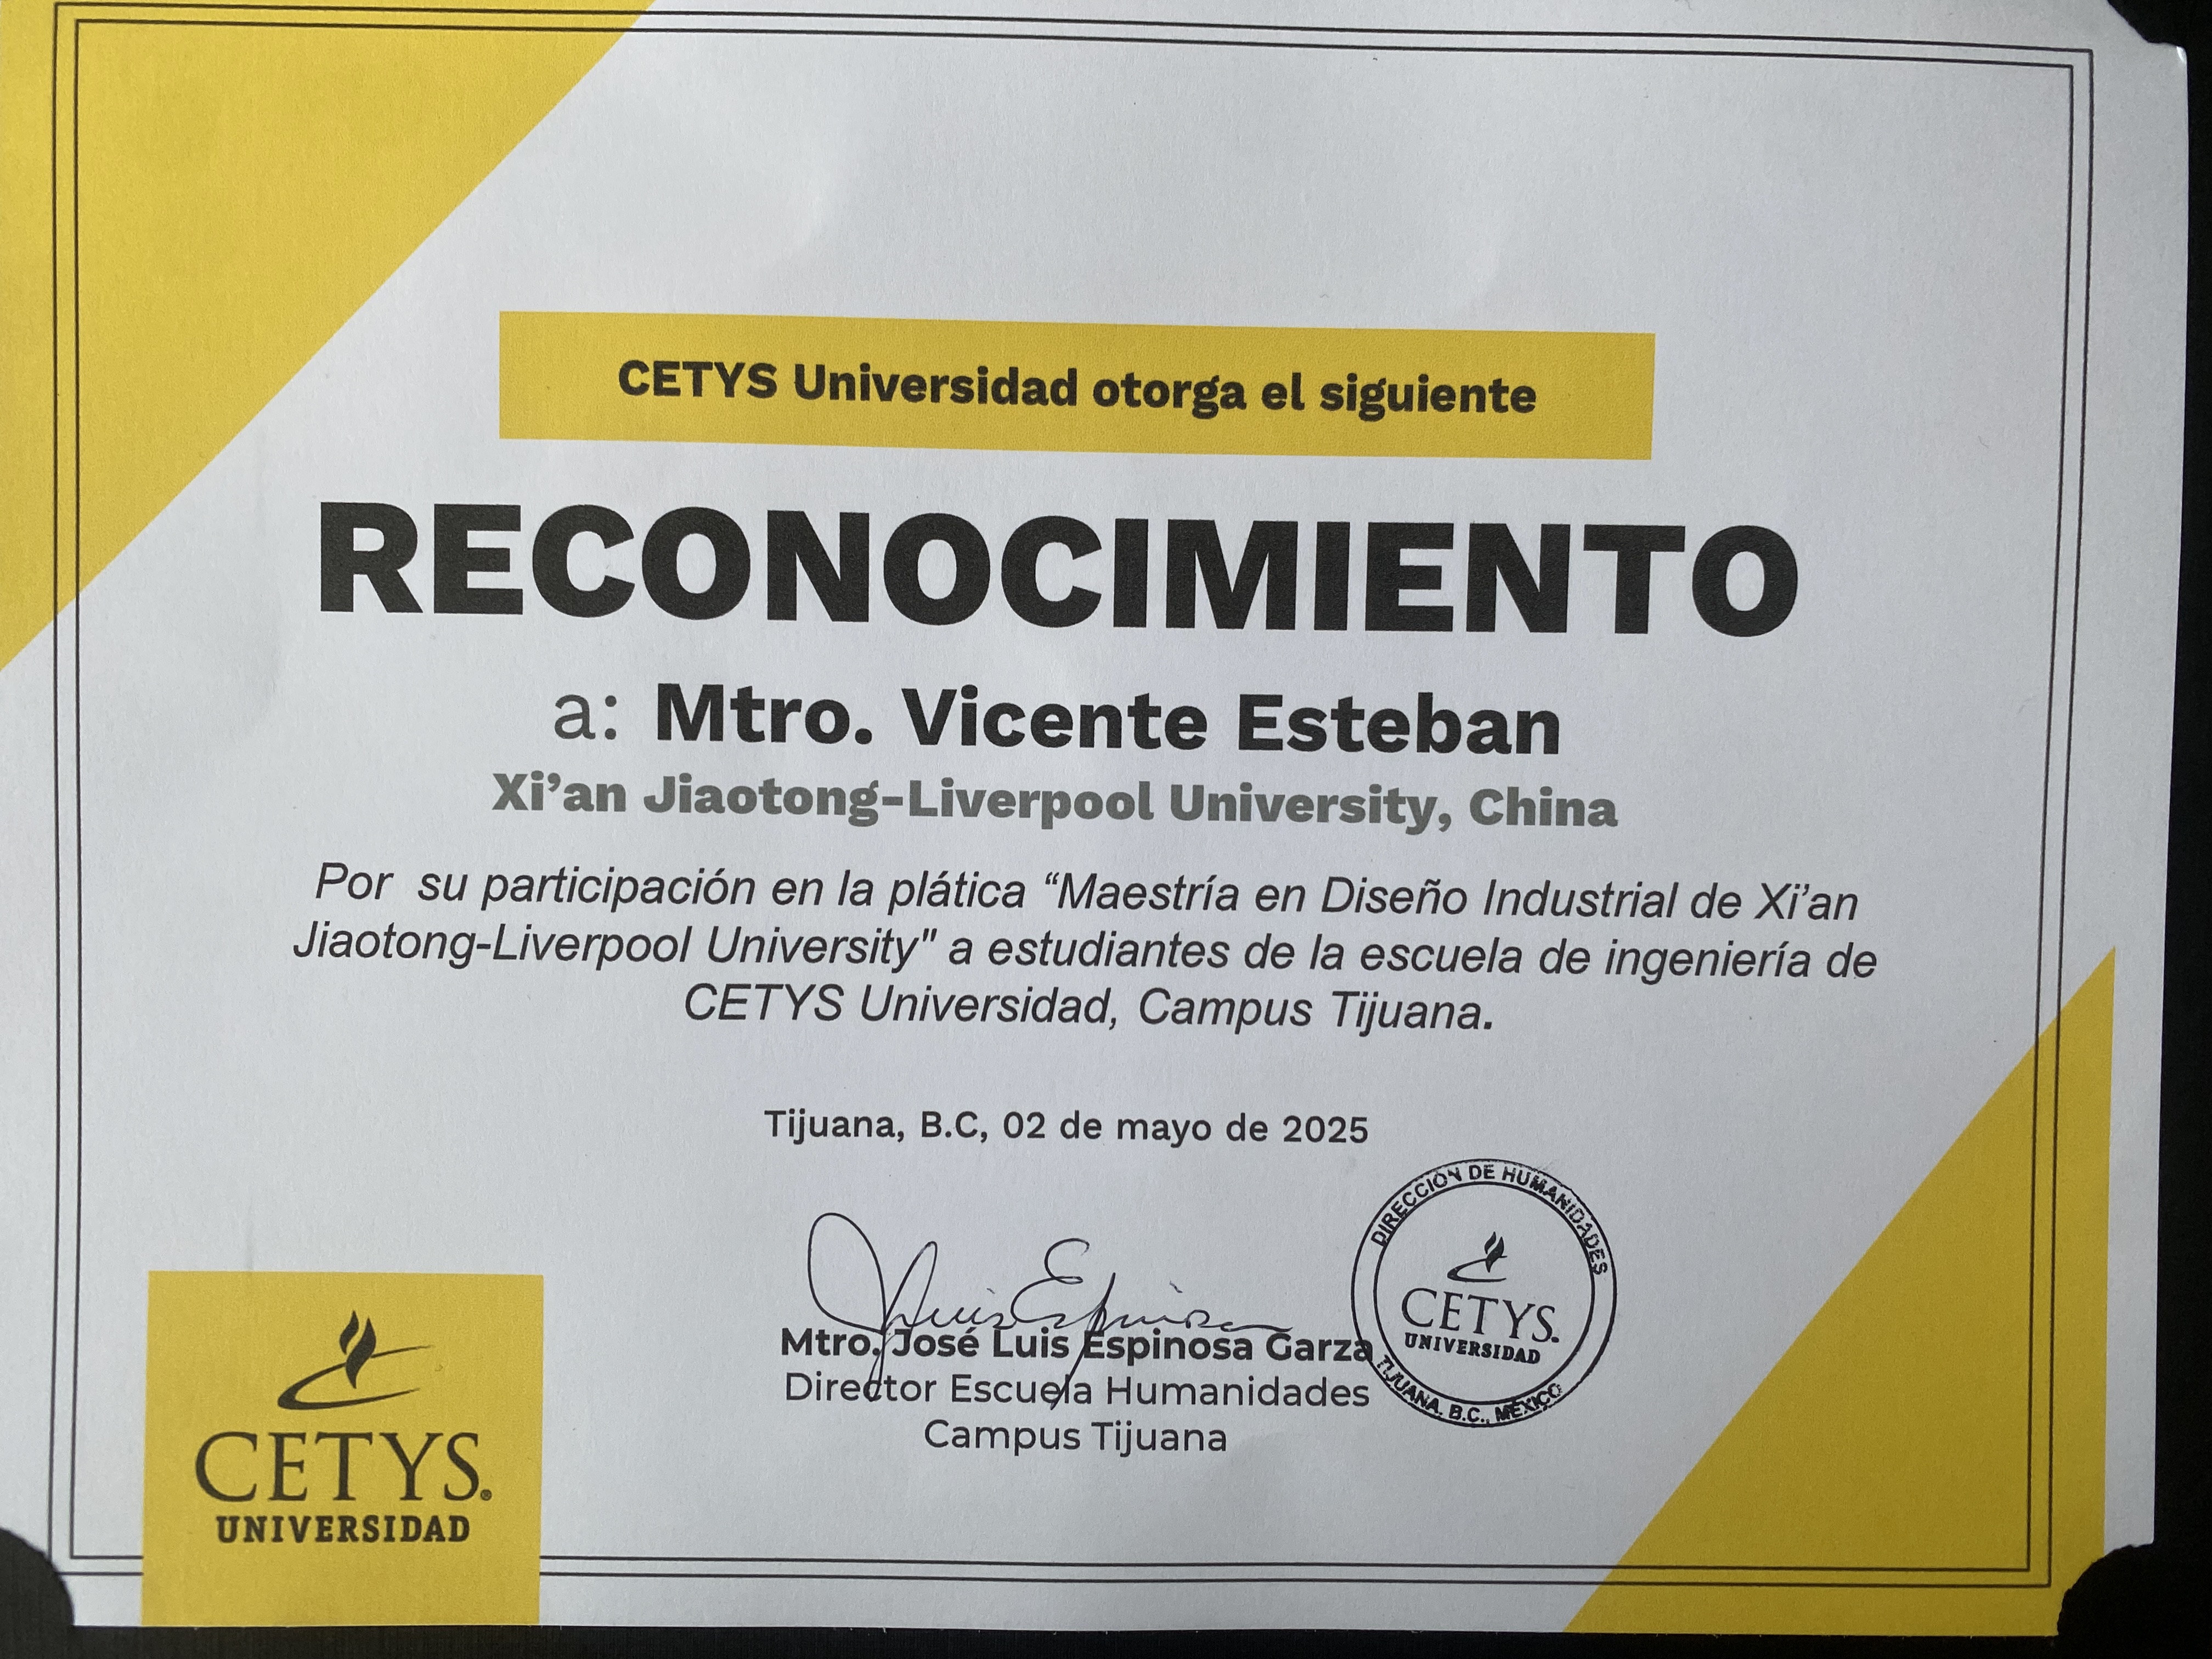 CETYS Universidad otorga el siguiente
RECONOCIMIENTO
a: Mtro. Vicente Esteban
Xi’an Jiaotong-Liverpool University, China
Por su participación en la plática “Maestría en Diseño Industrial de Xi’an
Jiaotong-Liverpool University" a estudiantes de la escuela de ingeniería de
CETYS Universidad, Campus Tijuana.
Tijuana, B.C, 02 de mayo de 2025
JLuis Espinosa
Mtro. José Luis Espinosa Garza
Director Escuela Humanidades
Campus Tijuana
DIRECCIÓN DE HUMANIDADES
CETYS.
UNIVERSIDAD
TIJUANA. B.C., MÉXICO
CETYS.®
UNIVERSIDAD